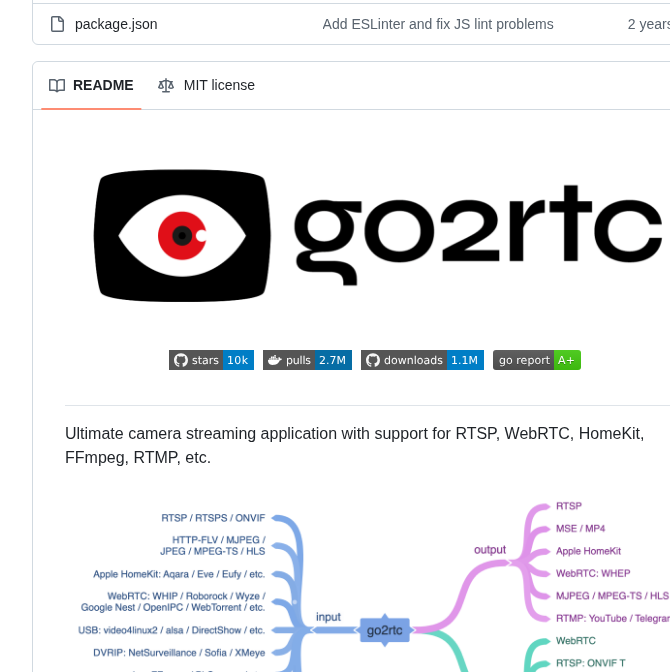 package.json Add ESLinter and fix JS lint problems 2 years
README MIT license
go2rtc
stars 10k pulls 2.7M downloads 1.1M go report A+
Ultimate camera streaming application with support for RTSP, WebRTC, HomeKit,
FFmpeg, RTMP, etc.
RTSP / RTSPS / ONVIF
HTTP-FLV / MJPEG /
JPEG / MPEG-TS / HLS
Apple HomeKit: Aqara / Eve / Eufy / etc.
WebRTC: WHIP / Roborock / Wyze /
Google Nest / OpenIPC / WebTorrent / etc.
USB: video4linux2 / alsa / DirectShow / etc.
DVRIP: NetSurveillance / Sofia / XMeye
input
go2rtc
output
RTSP
MSE / MP4
Apple HomeKit
WebRTC: WHEP
MJPEG / MPEG-TS / HLS
RTMP: YouTube / Telegram
WebRTC
RTSP: ONVIF T